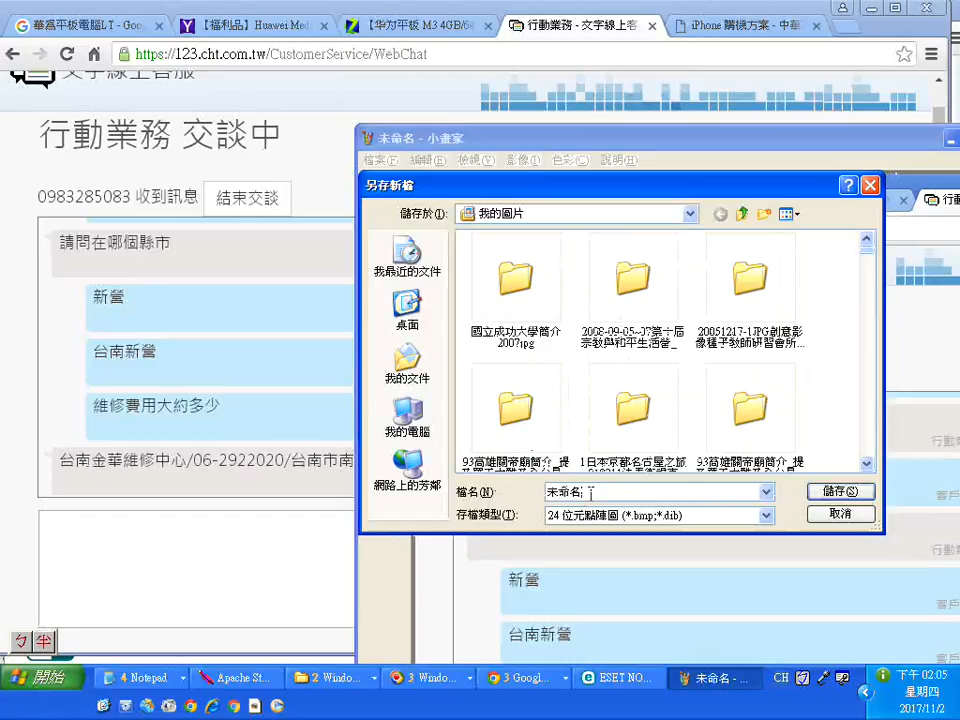 華為平板電腦LT - Goo
【福利品】Huawei Med
【华为平板 M3 4GB/64
行動業務 - 文字線上客
iPhone 購機方案 - 中華
https://123.cht.com.tw/CustomerService/WebChat
文字線上客服
行動業務 交談中
0983285083 收到訊息
結束交談
請問在哪個縣市
新營
台南新營
維修費用大約多少
台南金華維修中心/06-2922020/台南市南
未命名 - 小畫家
檔案(F) 編輯(E) 檢視(V) 影像(I) 色彩(C) 說明(H)
另存新檔
儲存於(I):
我的圖片
我最近的文件
桌面
我的文件
我的電腦
網路上的芳鄰
國立成功大學簡介
2007jpg
2008-09-05~07第十屆
宗教與和平生活營_
20051217-1JPG創意影
像種子教師研習會所...
93高雄關帝廟簡介_提
1日本京都名古屋之旅
93高雄關帝廟簡介_提
檔名(N):
未命名;
儲存(S)
存檔類型(T):
24 位元點陣圖 (*.bmp;*.dib)
取消
行動
行動
客戶
行動
新營
客戶
台南新營
客戶
ㄅ 半
開始
4 Notepad
Apache St...
2 Windo...
3 Windo...
3 Googl...
ESET NO...
未命名 - ...
CH
下午 02:05
星期四
2017/11/2